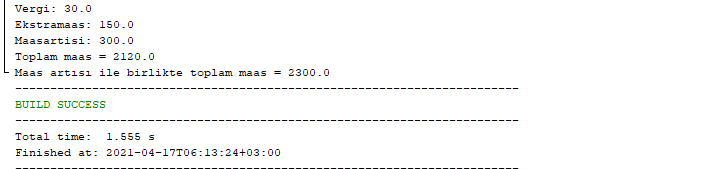 Vergi: 30.0
Ekstramaas: 150.0
Maasartisi: 300.0
Toplam maas = 2120.0
Maas artısı ile birlikte toplam maas = 2300.0
------------------------------------------------------------------------
BUILD SUCCESS
------------------------------------------------------------------------
Total time:  1.555 s
Finished at: 2021-04-17T06:13:24+03:00
------------------------------------------------------------------------